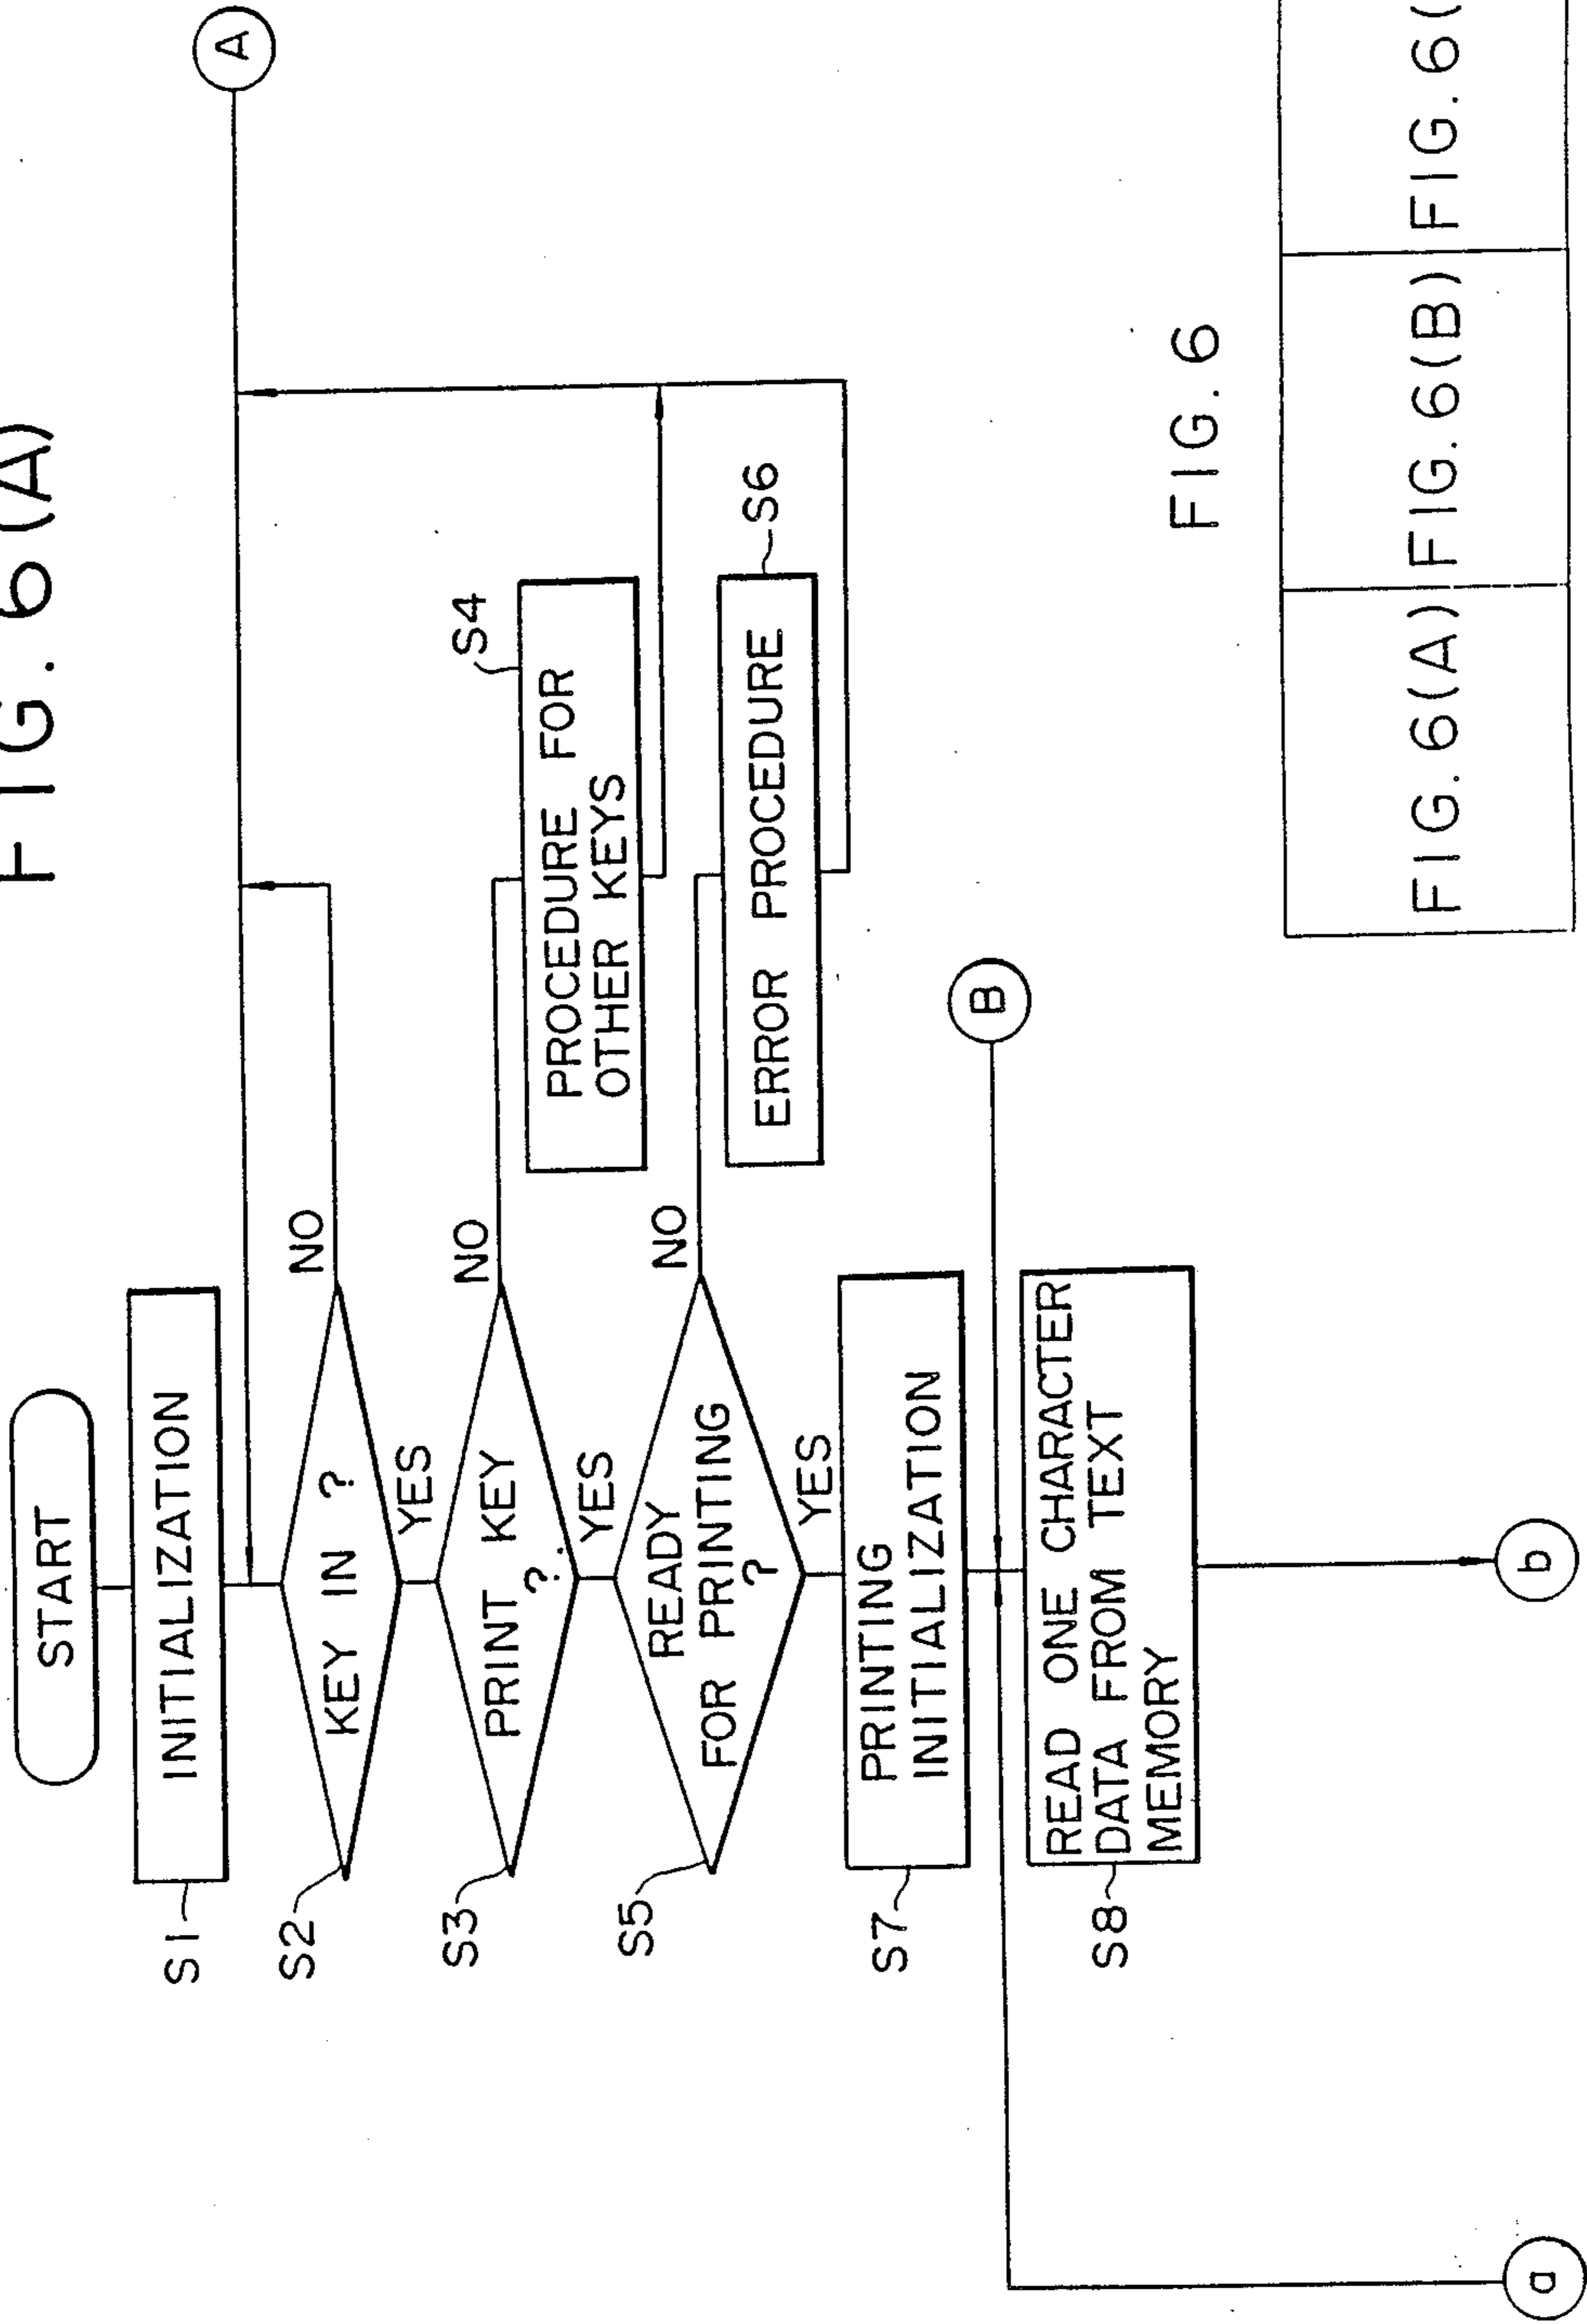 FIG. 6(A)
START
S1
INITIALIZATION
A
S2
KEY IN ?
NO
YES
S3
PRINT KEY
?
NO
S4
PROCEDURE FOR
OTHER KEYS
YES
S5
READY
FOR PRINTING
?
NO
S6
ERROR PROCEDURE
YES
S7
PRINTING
INITIALIZATION
B
S8
READ ONE CHARACTER
DATA FROM TEXT
MEMORY
a
b
FIG. 6
FIG. 6(A) FIG. 6(B) FIG. 6(